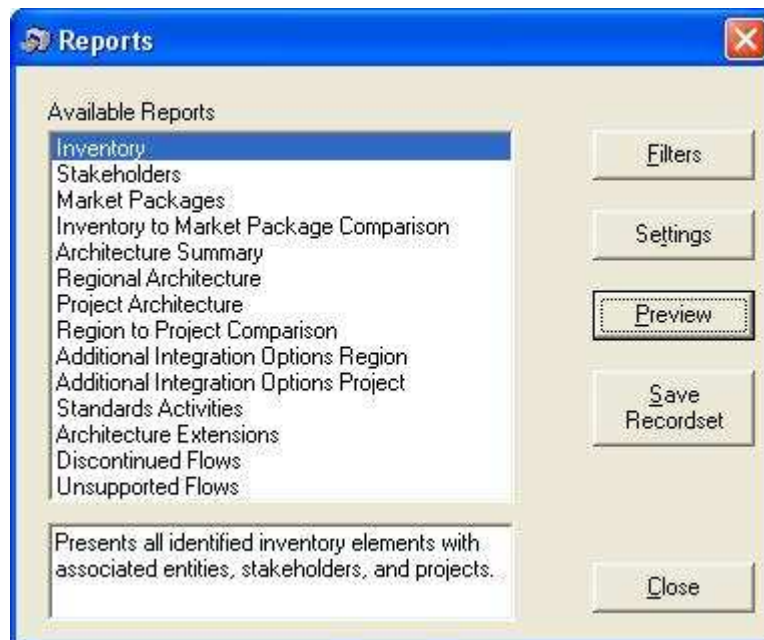 Reports
Available Reports
Inventory
Stakeholders
Market Packages
Inventory to Market Package Comparison
Architecture Summary
Regional Architecture
Project Architecture
Region to Project Comparison
Additional Integration Options Region
Additional Integration Options Project
Standards Activities
Architecture Extensions
Discontinued Flows
Unsupported Flows
Presents all identified inventory elements with
associated entities, stakeholders, and projects.
Filters
Settings
Preview
Save
Recordset
Close